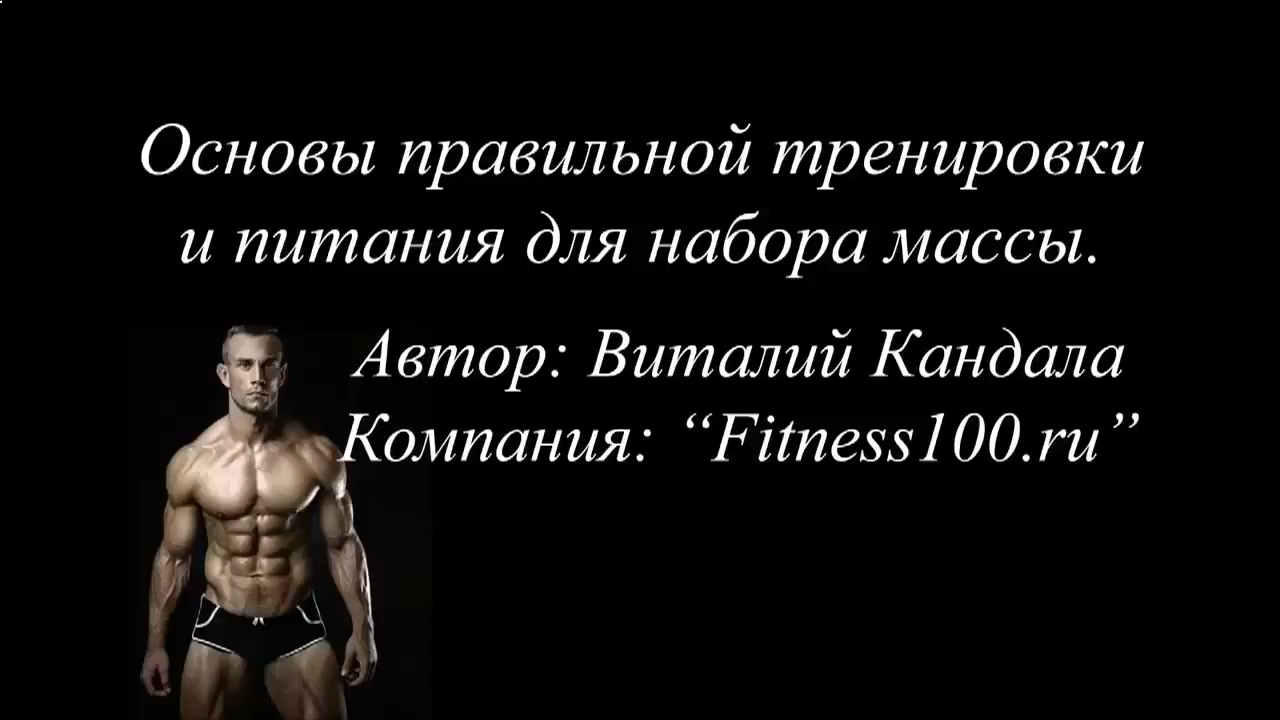 Основы правильной тренировки
и питания для набора массы.
Автор: Виталий Кандала
Компания: “Fitness100.ru”